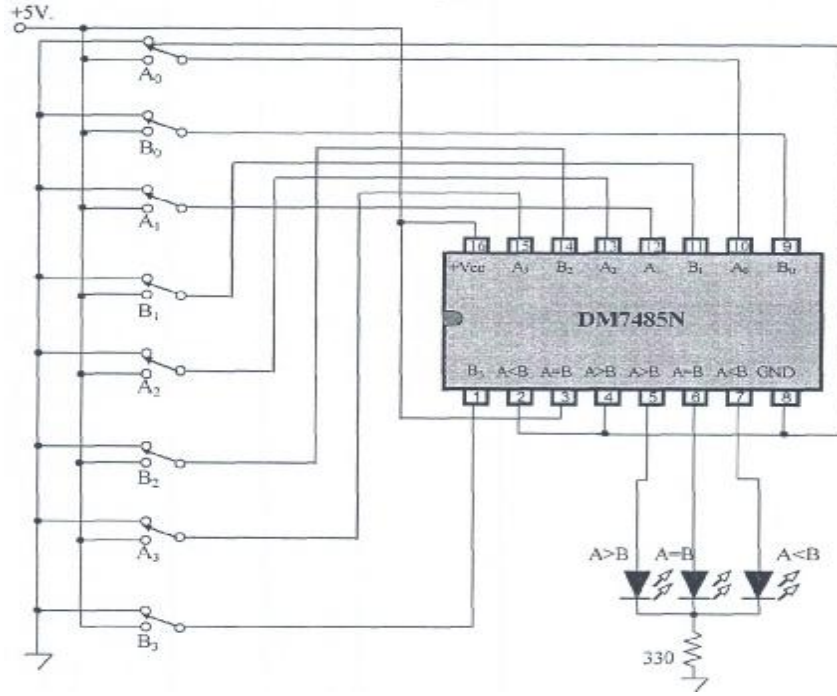 +5V.
A₀
B₀
A₁
B₁
A₂
B₂
A₃
B₃
16 15 14 13 12 11 10 9
+Vcc A₃ B₂ A₂ A₁ B₁ A₀ B₀
DM7485N
B₃ A<B A=B A>B A>B A=B A<B GND
1 2 3 4 5 6 7 8
A>B A=B A<B
330